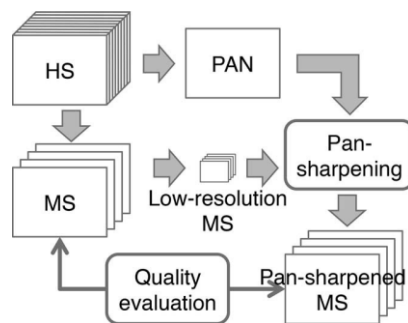 HS
PAN
Pan-
sharpening
MS
Low-resolution
MS
Quality
evaluation
Pan-sharpened
MS